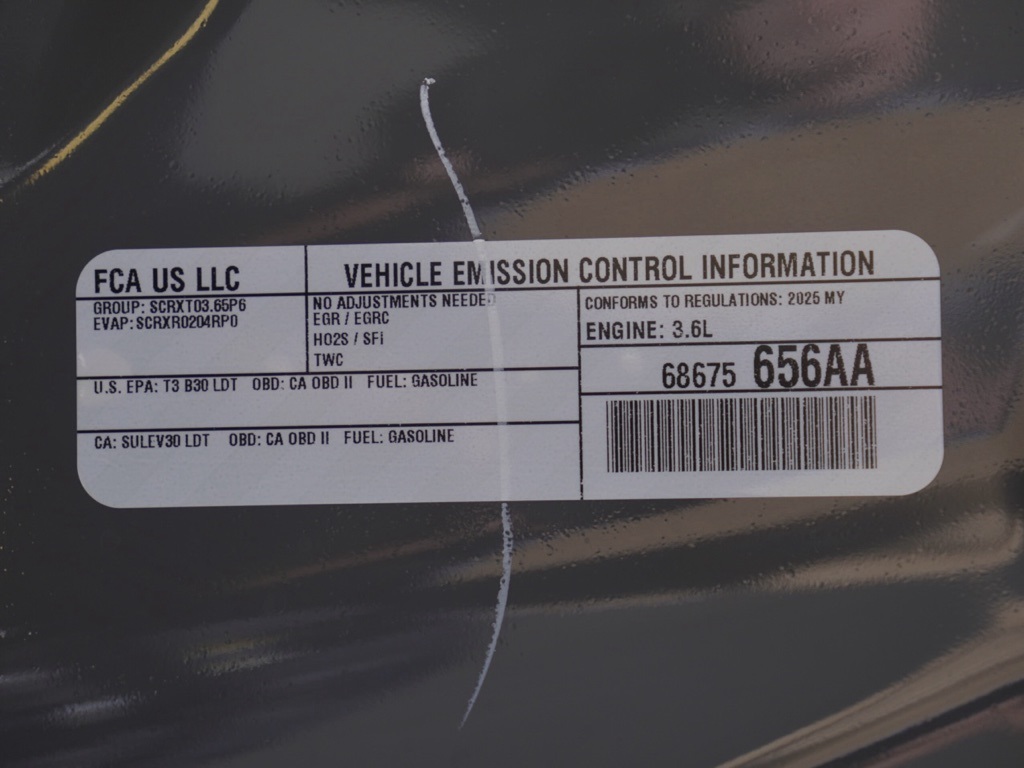 FCA US LLC
VEHICLE EMISSION CONTROL INFORMATION
GROUP: SCRXT03.65P6
EVAP: SCRXR0204RP0
NO ADJUSTMENTS NEEDED
EGR / EGRC
HO2S / SFI
TWC
CONFORMS TO REGULATIONS: 2025 MY
ENGINE: 3.6L
U.S. EPA: T3 B30 LDT OBD: CA OBD II FUEL: GASOLINE
68675 656AA
CA: SULEV30 LDT OBD: CA OBD II FUEL: GASOLINE